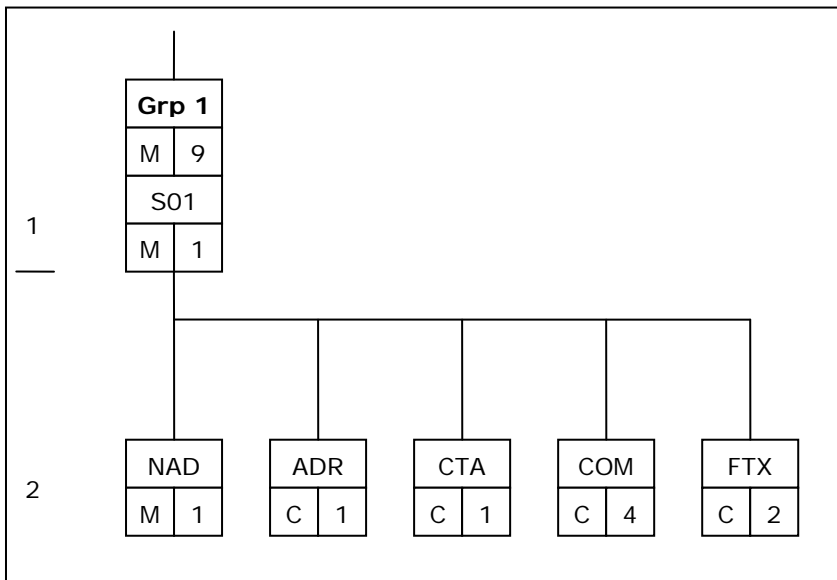 Grp 1
M 9
S01
1
M 1
NAD ADR CTA COM FTX
2
M 1 C 1 C 1 C 4 C 2